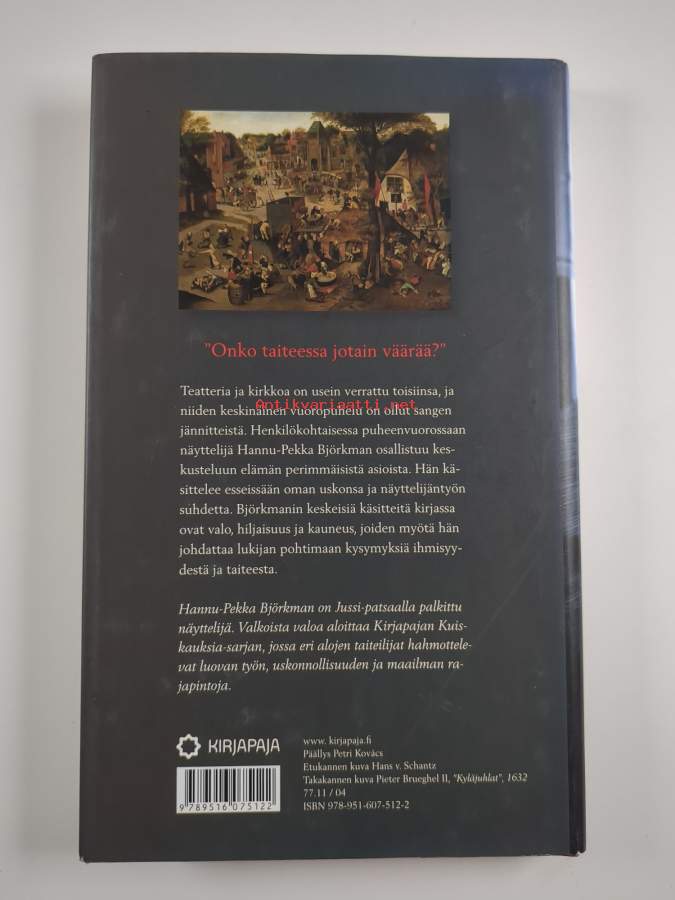 "Onko taiteessa jotain väärää?"
Teatteria ja kirkkoa on usein verrattu toisiinsa, ja
niiden keskinäinen vuoropuhelu on ollut sangen
Antikvariaatti.net
jännitteistä. Henkilökohtaisessa puheenvuorossaan
näyttelijä Hannu-Pekka Björkman osallistuu kes-
kusteluun elämän perimmäisistä asioista. Hän kä-
sittelee esseissään oman uskonsa ja näyttelijäntyön
suhdetta. Björkmanin keskeisiä käsitteitä kirjassa
ovat valo, hiljaisuus ja kauneus, joiden myötä hän
johdattaa lukijan pohtimaan kysymyksiä ihmisyy-
destä ja taiteesta.
Hannu-Pekka Björkman on Jussi-patsaalla palkittu
näyttelijä. Valkoista valoa aloittaa Kirjapajan Kuis-
kauksia-sarjan, jossa eri alojen taiteilijat hahmottele-
vat luovan työn, uskonnollisuuden ja maailman ra-
japintoja.
KIRJAPAJA
www.kirjapaja.fi
Päällys Petri Kovács
Etukannen kuva Hans v. Schantz
Takakannen kuva Pieter Brueghel II, "Kyläjuhlat", 1632
77.11 / 04
ISBN 978-951-607-512-2
9 789516 075122